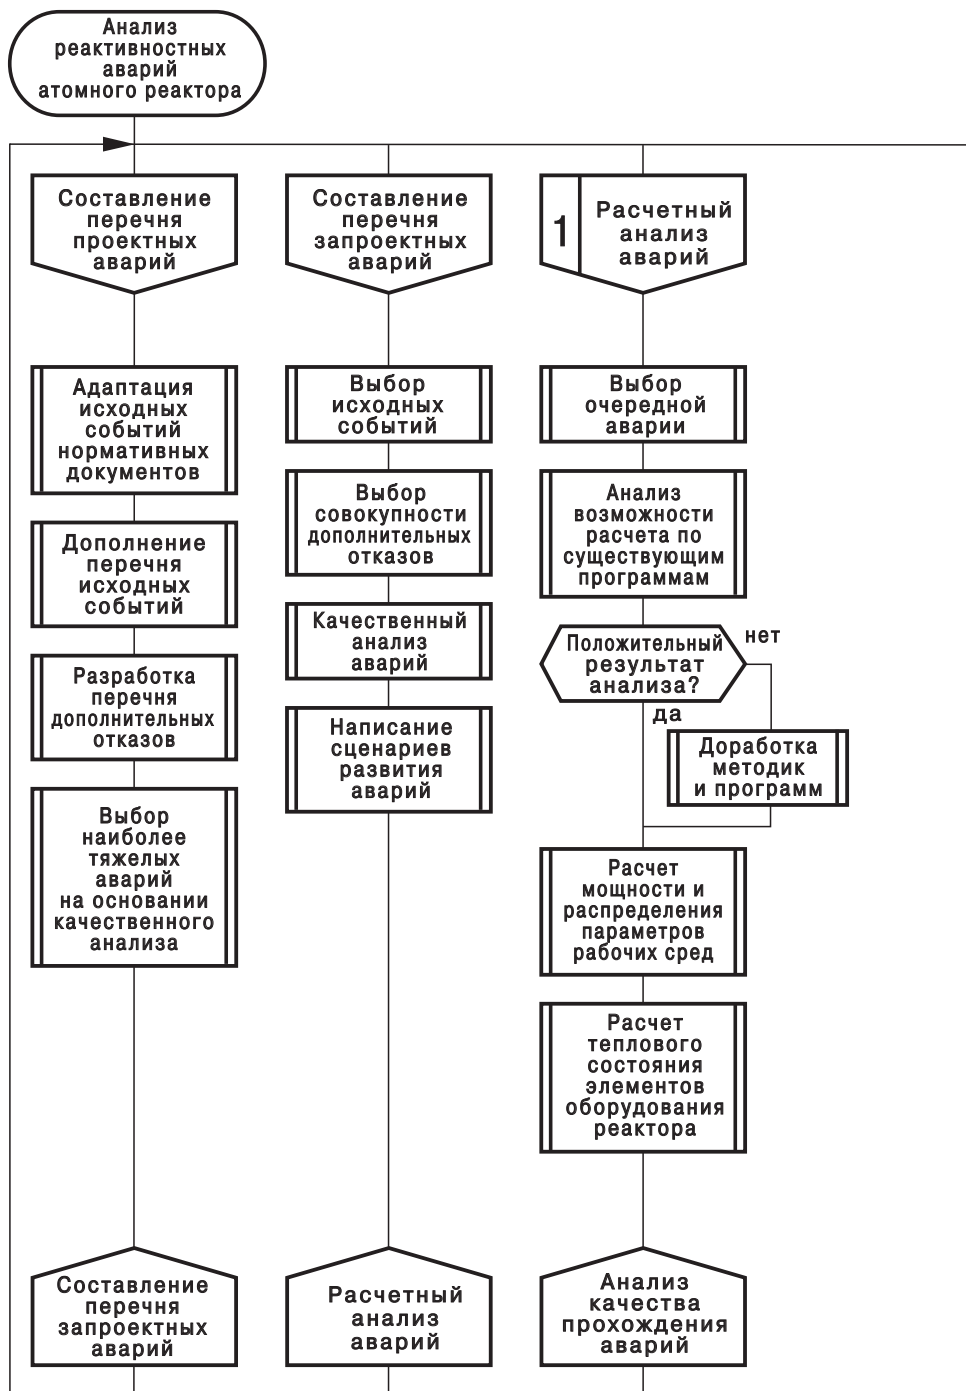 Анализ
реактивностных
аварий
атомного реактора
Составление
перечня
проектных
аварий
Адаптация
исходных
событий
нормативных
документов
Дополнение
перечня
исходных
событий
Разработка
перечня
дополнительных
отказов
Выбор
наиболее
тяжелых
аварий
на основании
качественного
анализа
Составление
перечня
запроектных
аварий
Составление
перечня
запроектных
аварий
Выбор
исходных
событий
Выбор
совокупности
дополнительных
отказов
Качественный
анализ
аварий
Написание
сценариев
развития
аварий
Расчетный
анализ
аварий
1
Расчетный
анализ
аварий
Выбор
очередной
аварии
Анализ
возможности
расчета по
существующим
программам
Положительный
результат
анализа?
нет
да
Доработка
методик
и программ
Расчет
мощности и
распределения
параметров
рабочих сред
Расчет
теплового
состояния
элементов
оборудования
реактора
Анализ
качества
прохождения
аварий